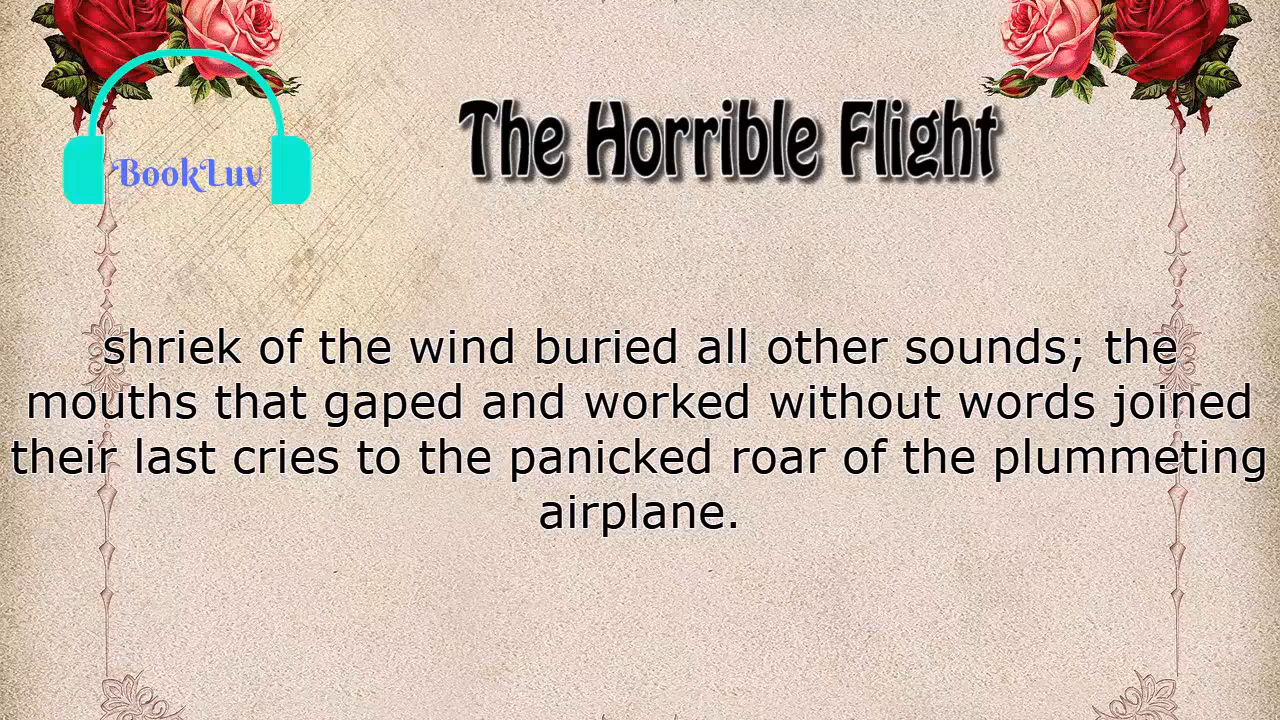 The Horrible Flight
BookLuv
shriek of the wind buried all other sounds; the
mouths that gaped and worked without words joined
their last cries to the panicked roar of the plummeting
airplane.